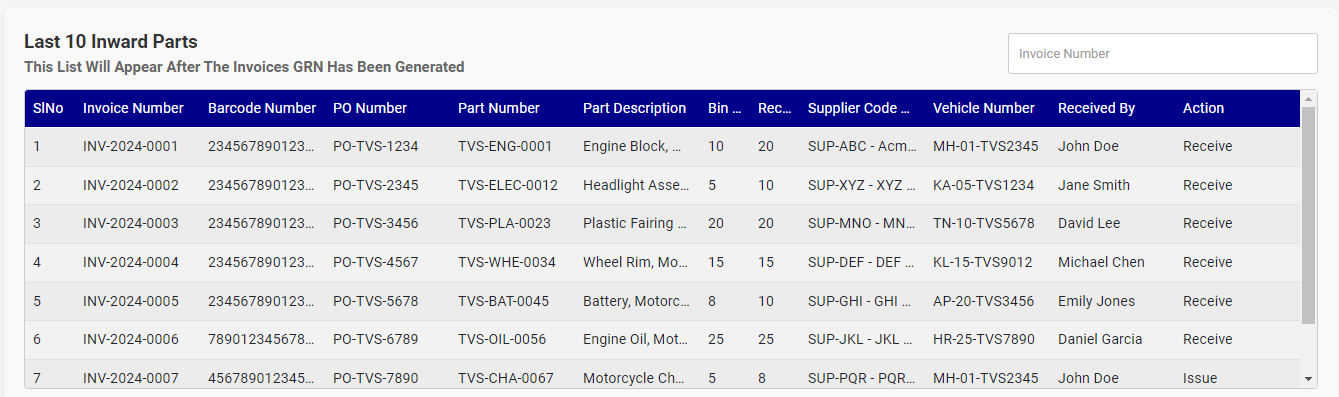 Last 10 Inward Parts
This List Will Appear After The Invoices GRN Has Been Generated
Invoice Number
SlNo Invoice Number Barcode Number PO Number Part Number Part Description Bin ... Rec... Supplier Code ... Vehicle Number Received By Action
1 INV-2024-0001 234567890123... PO-TVS-1234 TVS-ENG-0001 Engine Block, ... 10 20 SUP-ABC - Acm... MH-01-TVS2345 John Doe Receive
2 INV-2024-0002 234567890123... PO-TVS-2345 TVS-ELEC-0012 Headlight Asse... 5 10 SUP-XYZ - XYZ ... KA-05-TVS1234 Jane Smith Receive
3 INV-2024-0003 234567890123... PO-TVS-3456 TVS-PLA-0023 Plastic Fairing ... 20 20 SUP-MNO - MN... TN-10-TVS5678 David Lee Receive
4 INV-2024-0004 234567890123... PO-TVS-4567 TVS-WHE-0034 Wheel Rim, Mo... 15 15 SUP-DEF - DEF ... KL-15-TVS9012 Michael Chen Receive
5 INV-2024-0005 234567890123... PO-TVS-5678 TVS-BAT-0045 Battery, Motorc... 8 10 SUP-GHI - GHI ... AP-20-TVS3456 Emily Jones Receive
6 INV-2024-0006 789012345678... PO-TVS-6789 TVS-OIL-0056 Engine Oil, Mot... 25 25 SUP-JKL - JKL ... HR-25-TVS7890 Daniel Garcia Receive
7 INV-2024-0007 456789012345... PO-TVS-7890 TVS-CHA-0067 Motorcycle Ch... 5 8 SUP-PQR - PQR... MH-01-TVS2345 John Doe Issue